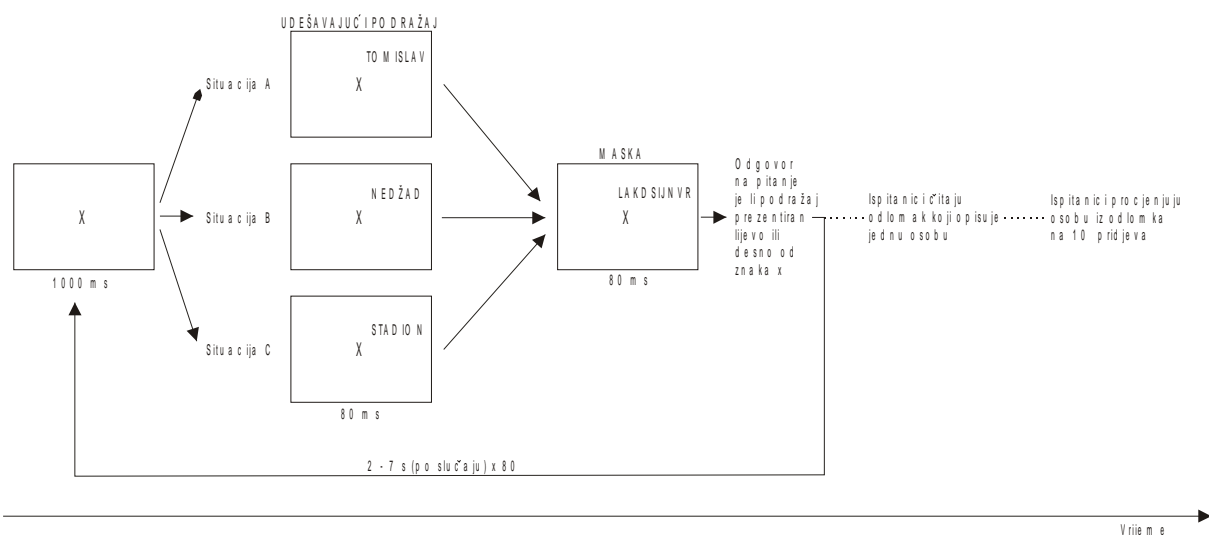 UDEŠAVAJUĆI PODRAŽAJ
TOMISLAV
X
Situacija A
X
1000 ms
Situacija B
NEDŽAD
X
Situacija C
STADION
X
80 ms
MASKA
LAKDSIJNVR
X
80 ms
Odgovor
na pitanje
je li podražaj
prezentiran
lijevo ili
desno od
znaka x
Ispitanici čitaju
odlomak koji opisuje
jednu osobu
Ispitanici procjenjuju
osobu iz odlomka
na 10 pridjeva
2 - 7 s (po slučaju) x 80
Vrijeme